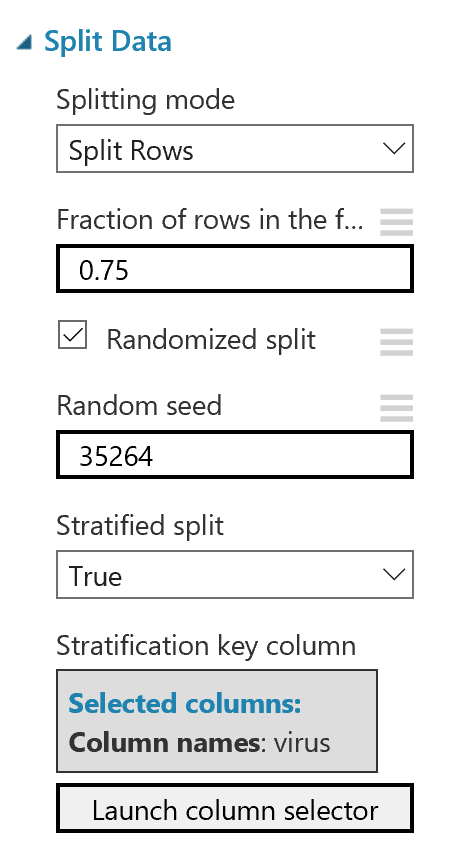 Split Data
Splitting mode
Split Rows
Fraction of rows in the f...
0.75
Randomized split
Random seed
35264
Stratified split
True
Stratification key column
Selected columns:
Column names: virus
Launch column selector